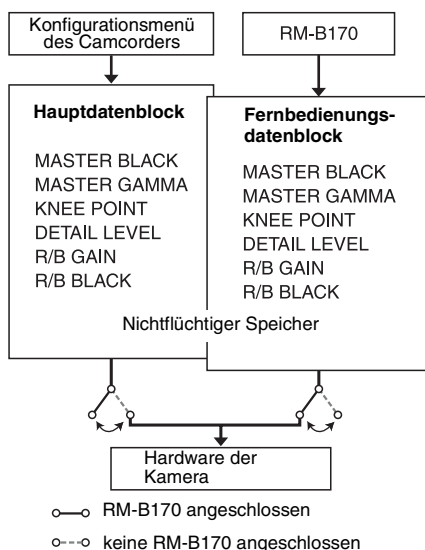 Konfigurationsmenü
des Camcorders
RM-B170
Hauptdatenblock
MASTER BLACK
MASTER GAMMA
KNEE POINT
DETAIL LEVEL
R/B GAIN
R/B BLACK
Fernbedienungs-
datenblock
MASTER BLACK
MASTER GAMMA
KNEE POINT
DETAIL LEVEL
R/B GAIN
R/B BLACK
Nichtflüchtiger Speicher
Hardware der
Kamera
RM-B170 angeschlossen
keine RM-B170 angeschlossen